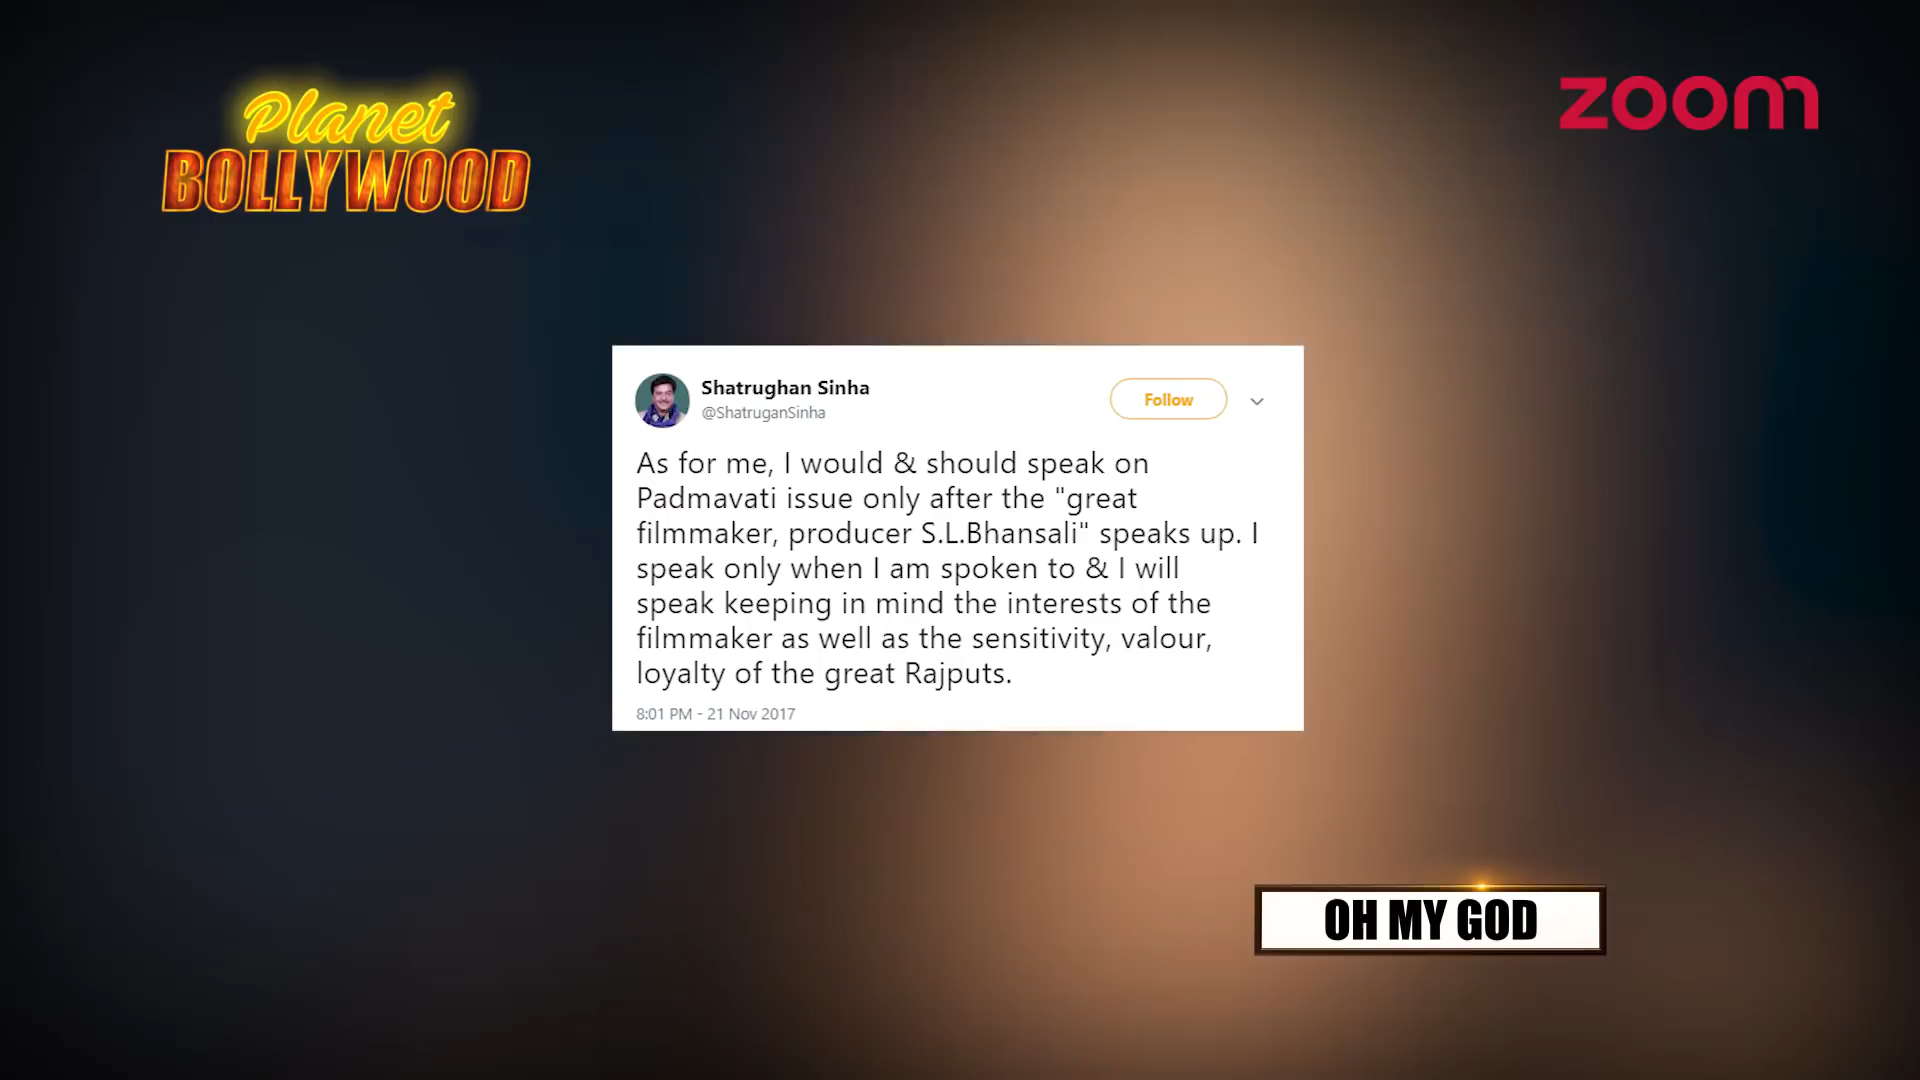 Planet
BOLLYWOOD
zoom
Shatrughan Sinha
@ShatruganSinha
Follow
As for me, I would & should speak on
Padmavati issue only after the "great
filmmaker, producer S.L.Bhansali" speaks up. I
speak only when I am spoken to & I will
speak keeping in mind the interests of the
filmmaker as well as the sensitivity, valour,
loyalty of the great Rajputs.
8:01 PM - 21 Nov 2017
OH MY GOD